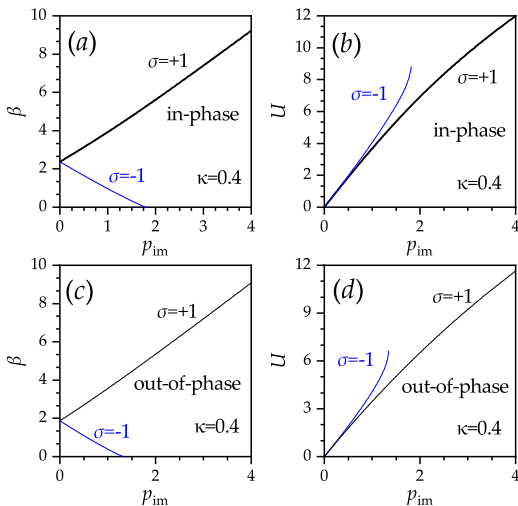 10
8
6
4
2
0
β
(a)
σ=+1
in-phase
σ=-1
κ=0.4
0 1 2 3 4
p_im
12
10
8
6
4
2
0
U
(b)
σ=-1
σ=+1
in-phase
κ=0.4
0 2 4
p_im
10
8
6
4
2
0
β
(c)
σ=+1
out-of-phase
σ=-1
κ=0.4
0 1 2 3 4
p_im
12
9
6
3
0
U
(d)
σ=+1
σ=-1
out-of-phase
κ=0.4
0 2 4
p_im